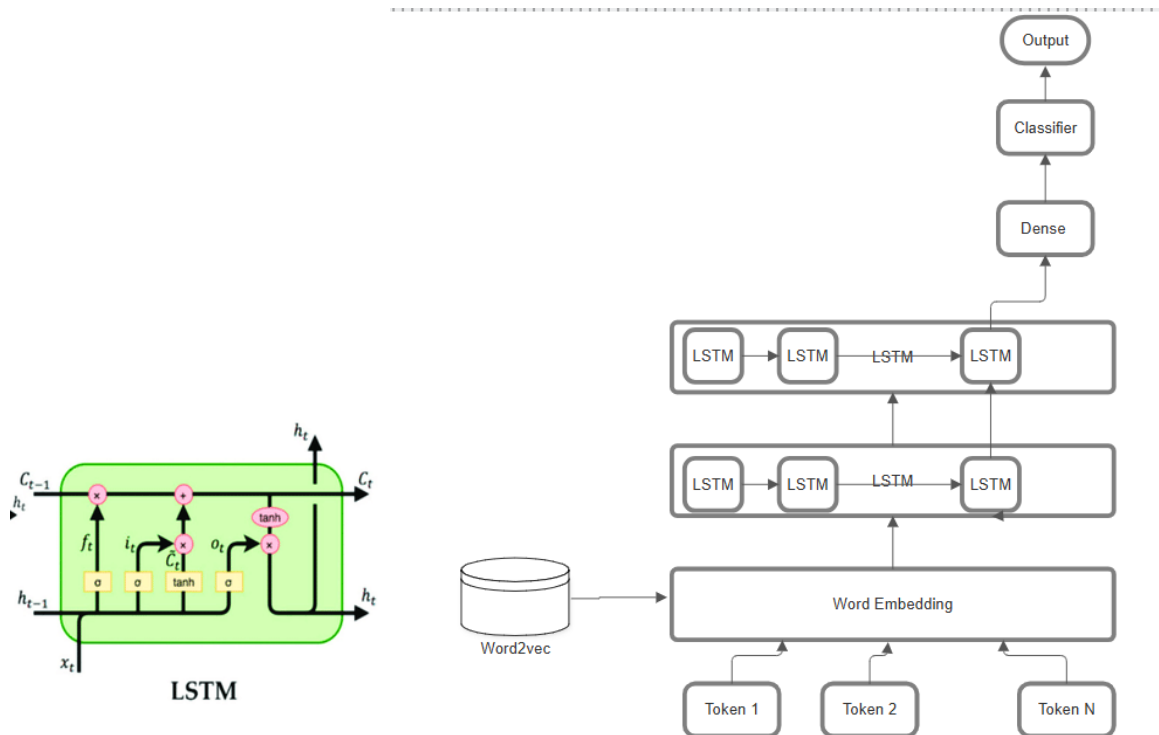 Output
Classifier
Dense
LSTM LSTM LSTM LSTM
LSTM LSTM LSTM LSTM
Word Embedding
Word2vec
Token 1 Token 2 Token N
h_t
C_{t-1} C_t
h_t
× +
tanh
f_t i_t × o_t ×
C̃_t
σ σ tanh σ
h_{t-1} h_t
x_t
LSTM